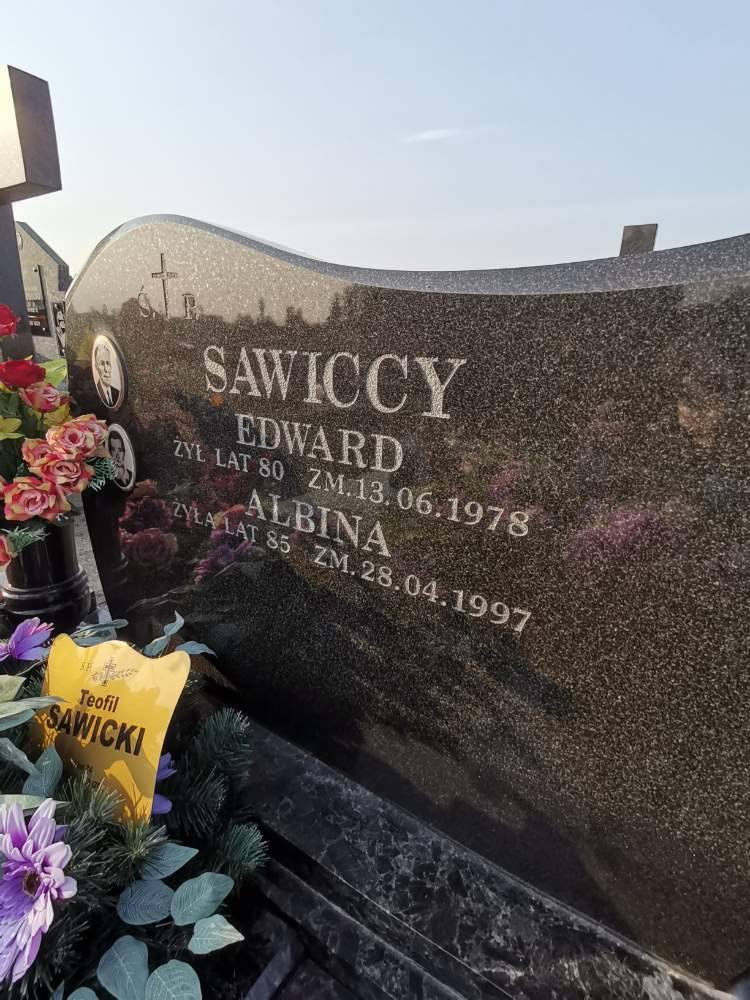 Ś P
SAWICCY
EDWARD
ŻYŁ LAT 80 ZM.13.06.1978
ALBINA
ŻYŁA LAT 85 ZM.28.04.1997
Teofil
SAWICKI